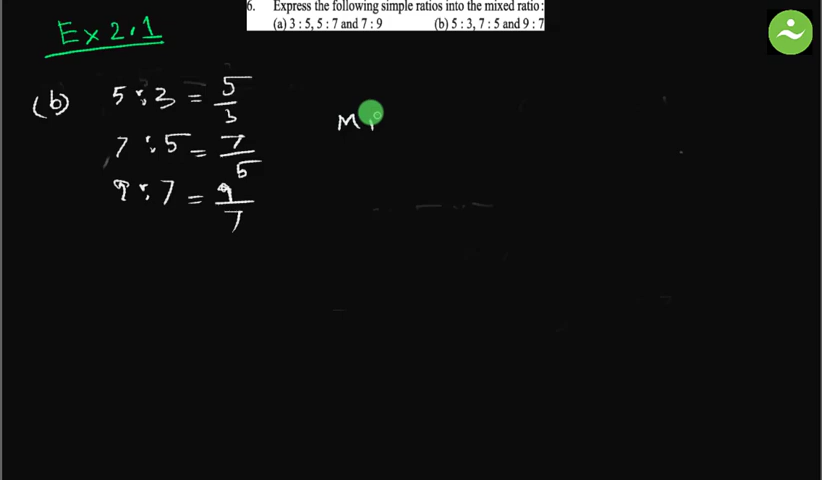 6. Express the following simple ratios into the mixed ratio:
(a) 3 : 5, 5 : 7 and 7 : 9 (b) 5 : 3, 7 : 5 and 9 : 7
Ex 2.1
(b) 5 : 3 = 5/3
7 : 5 = 7/5
9 : 7 = 9/7
Mi